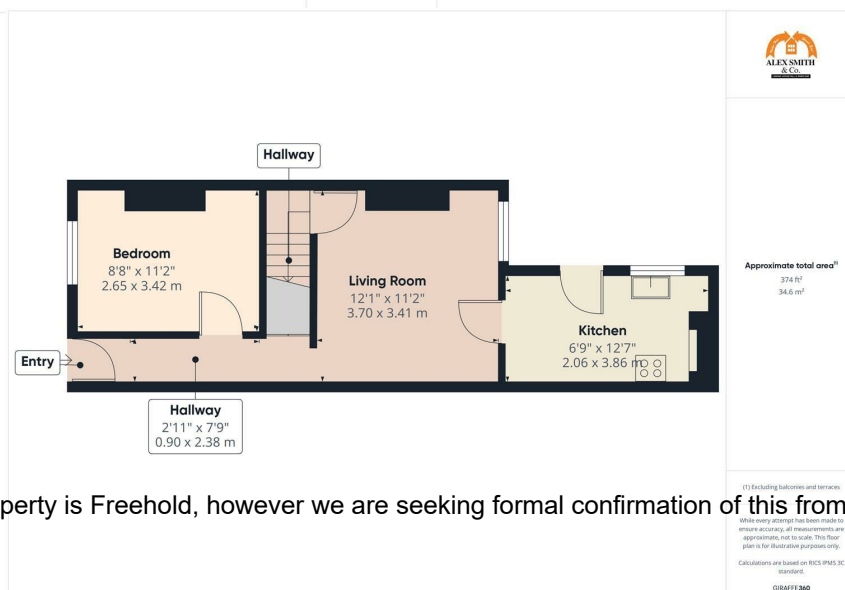 ALEX SMITH
& Co.
Hallway
Bedroom
8'8" x 11'2"
2.65 x 3.42 m
Living Room
12'1" x 11'2"
3.70 x 3.41 m
Kitchen
6'9" x 12'7"
2.06 x 3.86 m
Entry
Hallway
2'11" x 7'9"
0.90 x 2.38 m
Approximate total area(1)
374 ft²
34.6 m²
perty is Freehold, however we are seeking formal confirmation of this from
(1) Excluding balconies and terraces
While every attempt has been made to
ensure accuracy, all measurements are
approximate, not to scale. This floor
plan is for illustrative purposes only.
Calculations are based on RICS IPMS 3C
standard.
GIRAFFE360